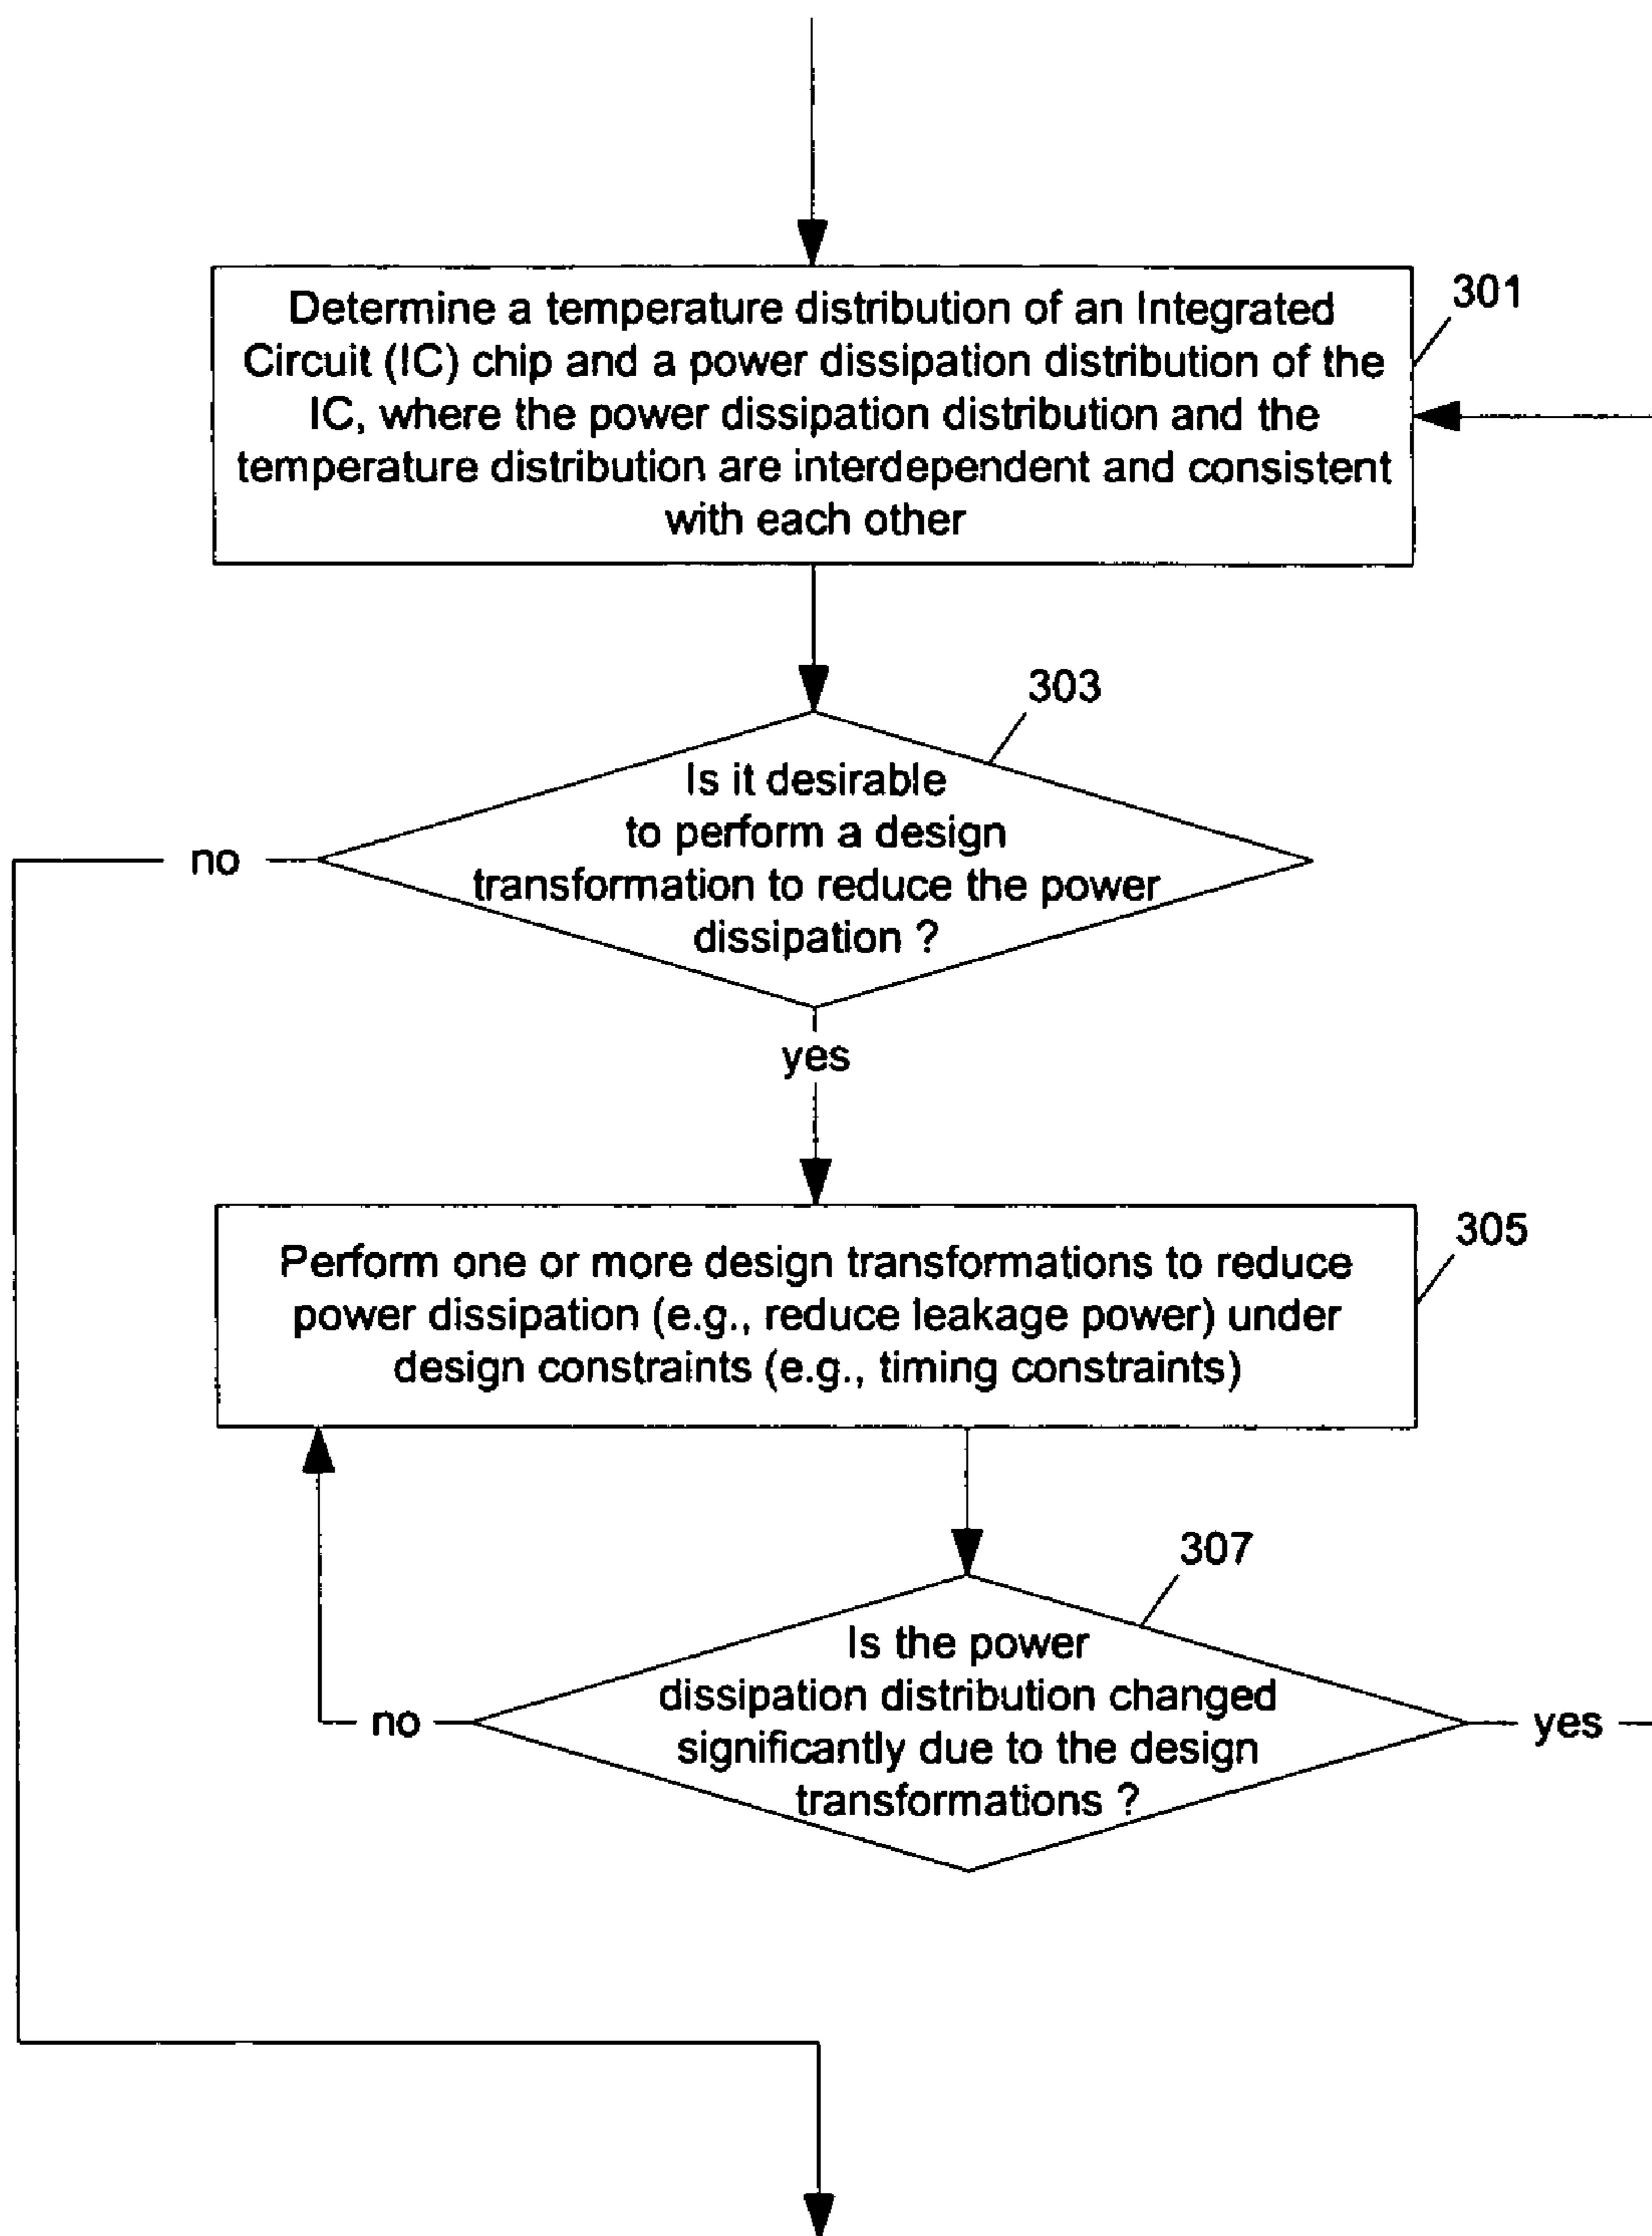 Determine a temperature distribution of an Integrated
Circuit (IC) chip and a power dissipation distribution of the
IC, where the power dissipation distribution and the
temperature distribution are interdependent and consistent
with each other
301
303
Is it desirable
to perform a design
transformation to reduce the power
dissipation ?
no
yes
305
Perform one or more design transformations to reduce
power dissipation (e.g., reduce leakage power) under
design constraints (e.g., timing constraints)
307
Is the power
dissipation distribution changed
significantly due to the design
transformations ?
no
yes